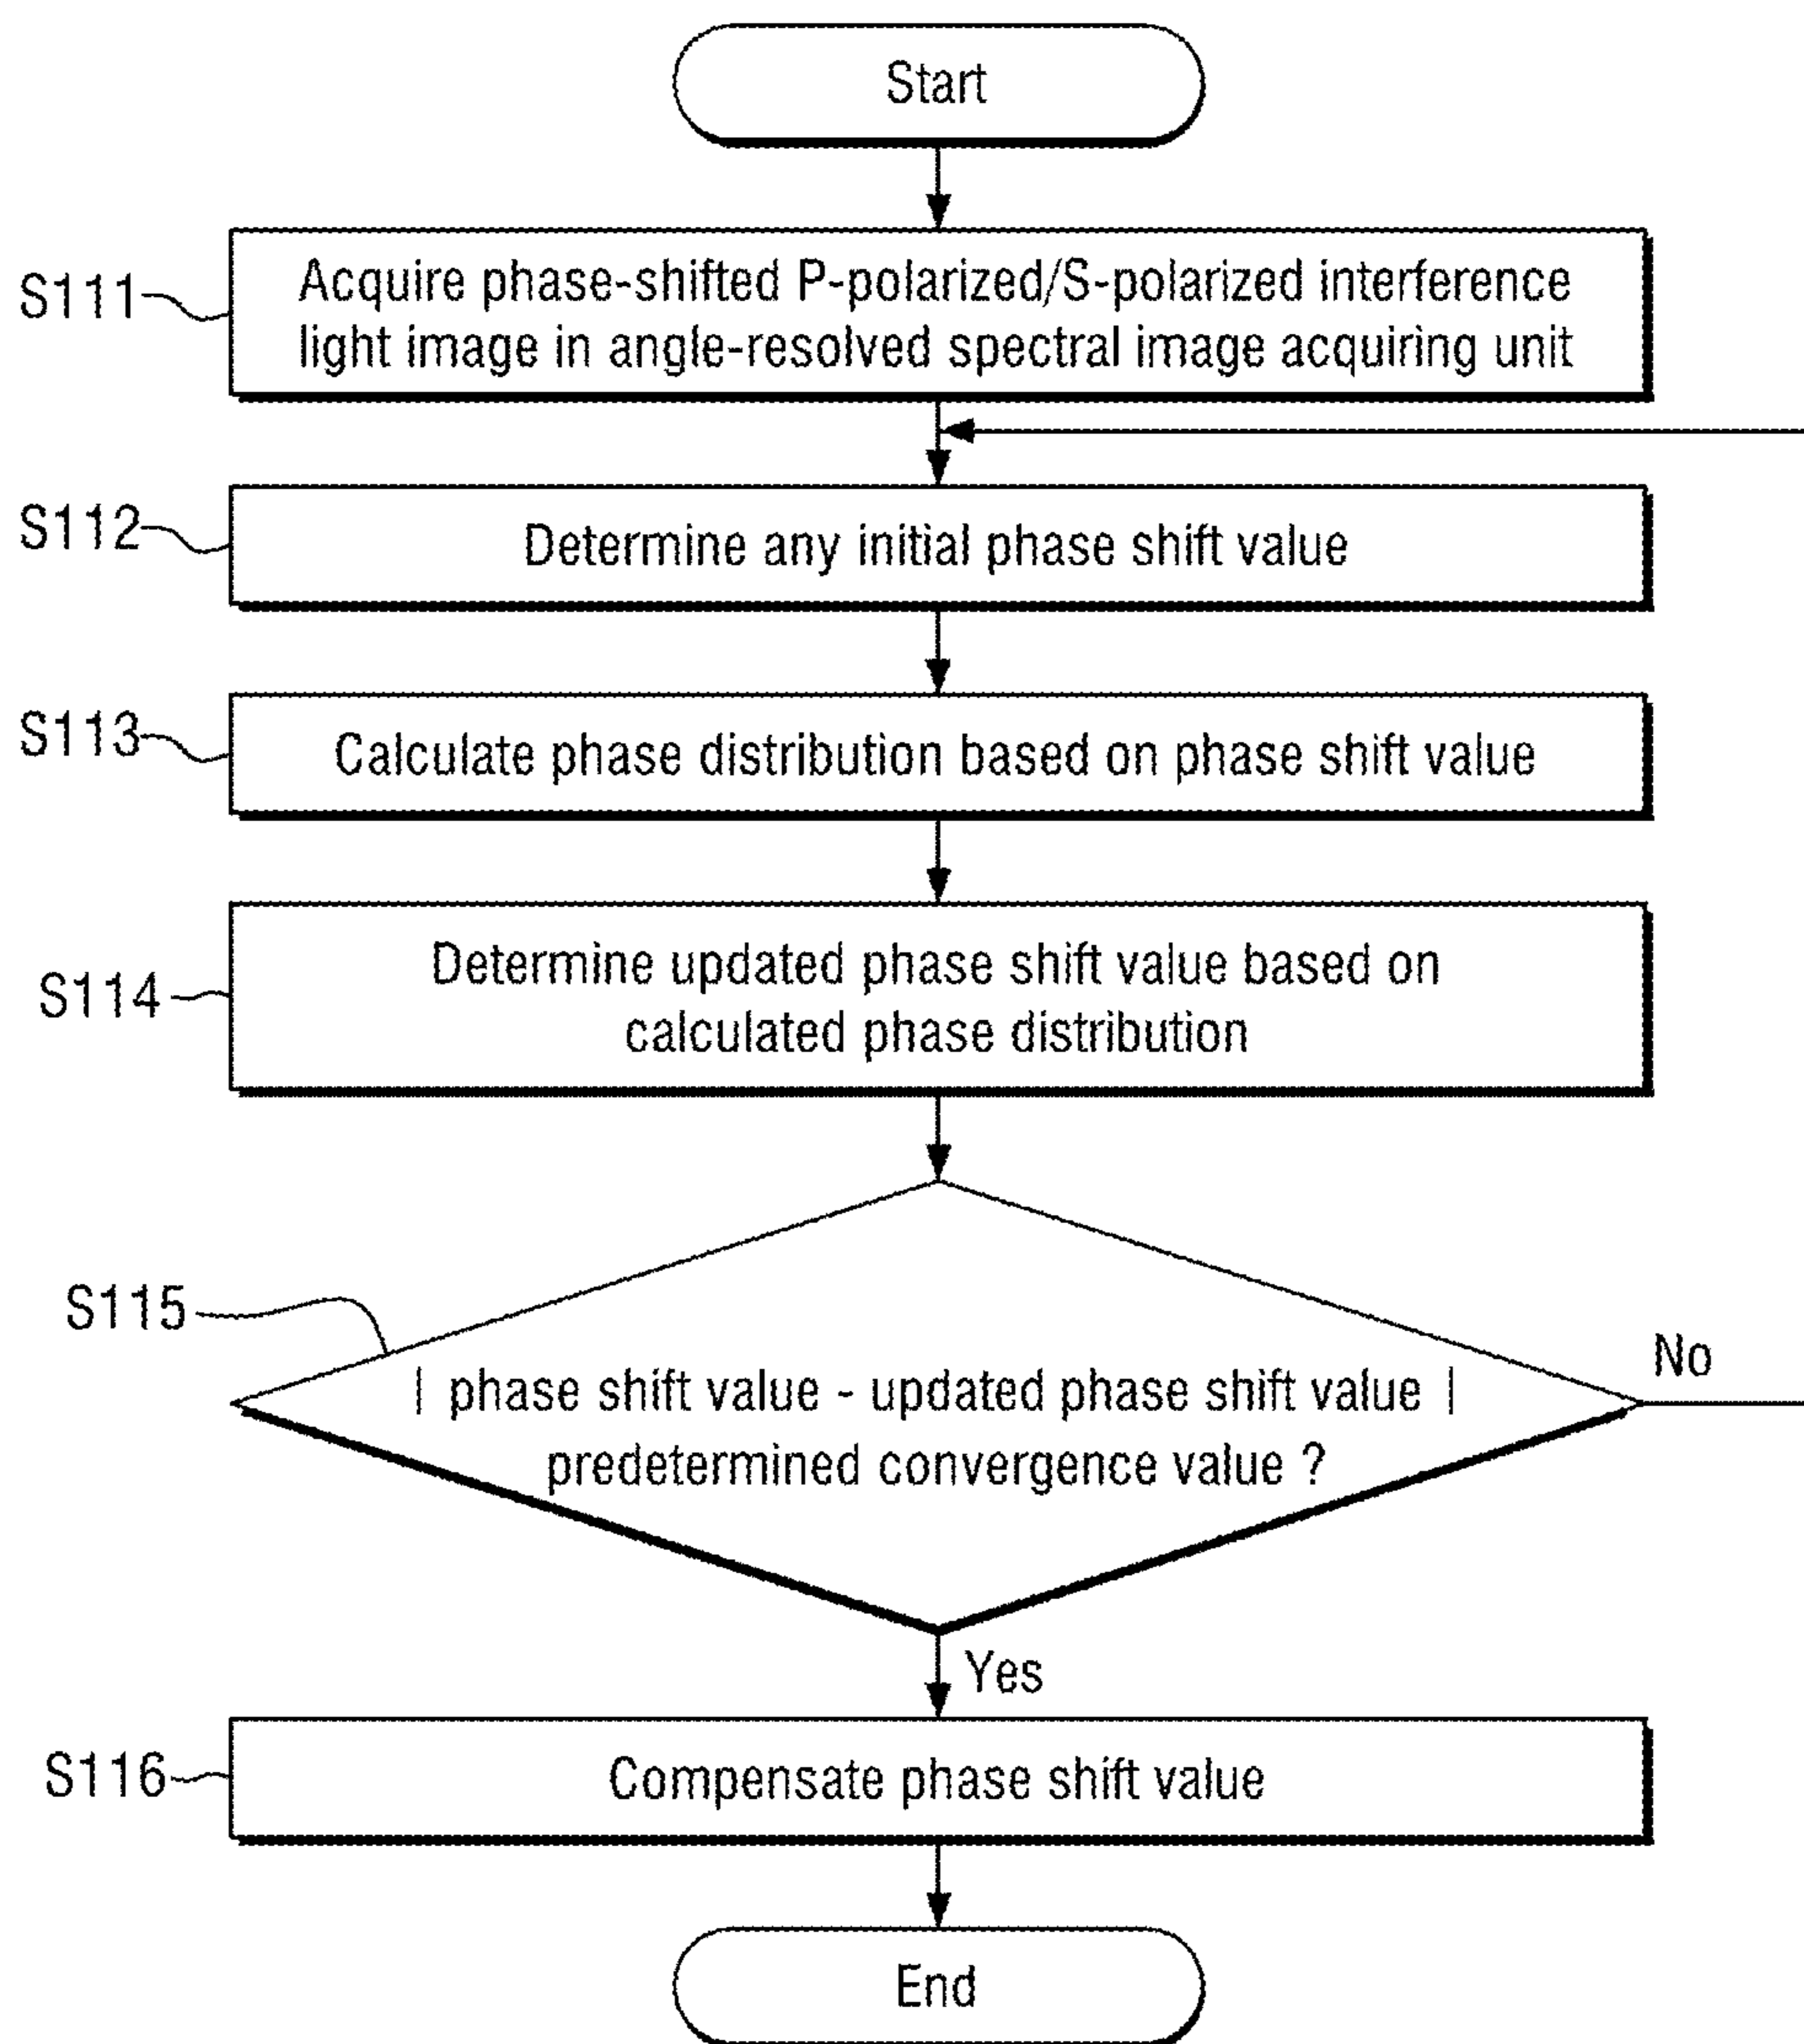 Start
S111
Acquire phase-shifted P-polarized/S-polarized interference
light image in angle-resolved spectral image acquiring unit
S112
Determine any initial phase shift value
S113
Calculate phase distribution based on phase shift value
S114
Determine updated phase shift value based on
calculated phase distribution
S115
| phase shift value - updated phase shift value |
predetermined convergence value ?
No
Yes
S116
Compensate phase shift value
End